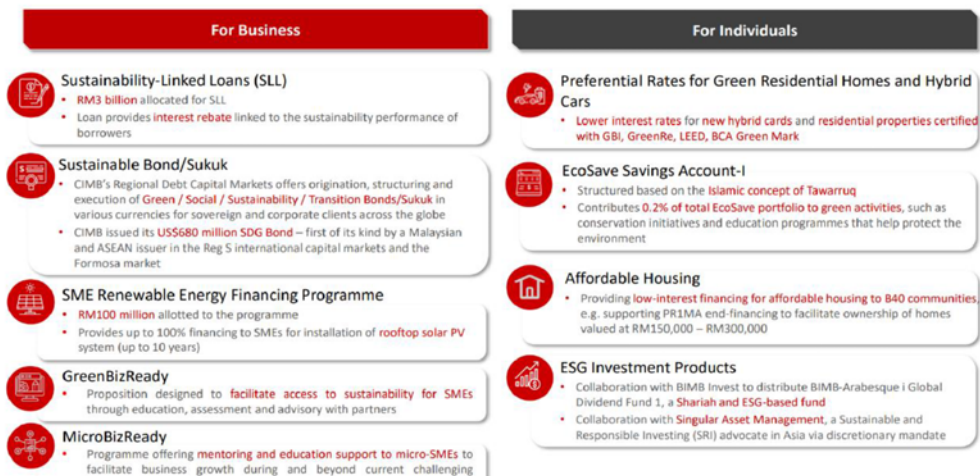 For Business
Sustainability-Linked Loans (SLL)
• RM3 billion allocated for SLL
• Loan provides interest rebate linked to the sustainability performance of
borrowers
Sustainable Bond/Sukuk
• CIMB's Regional Debt Capital Markets offers origination, structuring and
execution of Green / Social / Sustainability / Transition Bonds/Sukuk in
various currencies for sovereign and corporate clients across the globe
• CIMB issued its US$680 million SDG Bond – first of its kind by a Malaysian
and ASEAN issuer in the Reg S international capital markets and the
Formosa market
SME Renewable Energy Financing Programme
• RM100 million allotted to the programme
• Provides up to 100% financing to SMEs for installation of rooftop solar PV
system (up to 10 years)
GreenBizReady
• Proposition designed to facilitate access to sustainability for SMEs
through education, assessment and advisory with partners
MicroBizReady
• Programme offering mentoring and education support to micro-SMEs to
facilitate business growth during and beyond current challenging
For Individuals
Preferential Rates for Green Residential Homes and Hybrid
Cars
• Lower interest rates for new hybrid cards and residential properties certified
with GBI, GreenRe, LEED, BCA Green Mark
EcoSave Savings Account-I
• Structured based on the Islamic concept of Tawarruq
• Contributes 0.2% of total EcoSave portfolio to green activities, such as
conservation initiatives and education programmes that help protect the
environment
Affordable Housing
• Providing low-interest financing for affordable housing to B40 communities,
e.g. supporting PR1MA end-financing to facilitate ownership of homes
valued at RM150,000 – RM300,000
ESG Investment Products
• Collaboration with BIMB Invest to distribute BIMB-Arabesque i Global
Dividend Fund 1, a Shariah and ESG-based fund
• Collaboration with Singular Asset Management, a Sustainable and
Responsible Investing (SRI) advocate in Asia via discretionary mandate